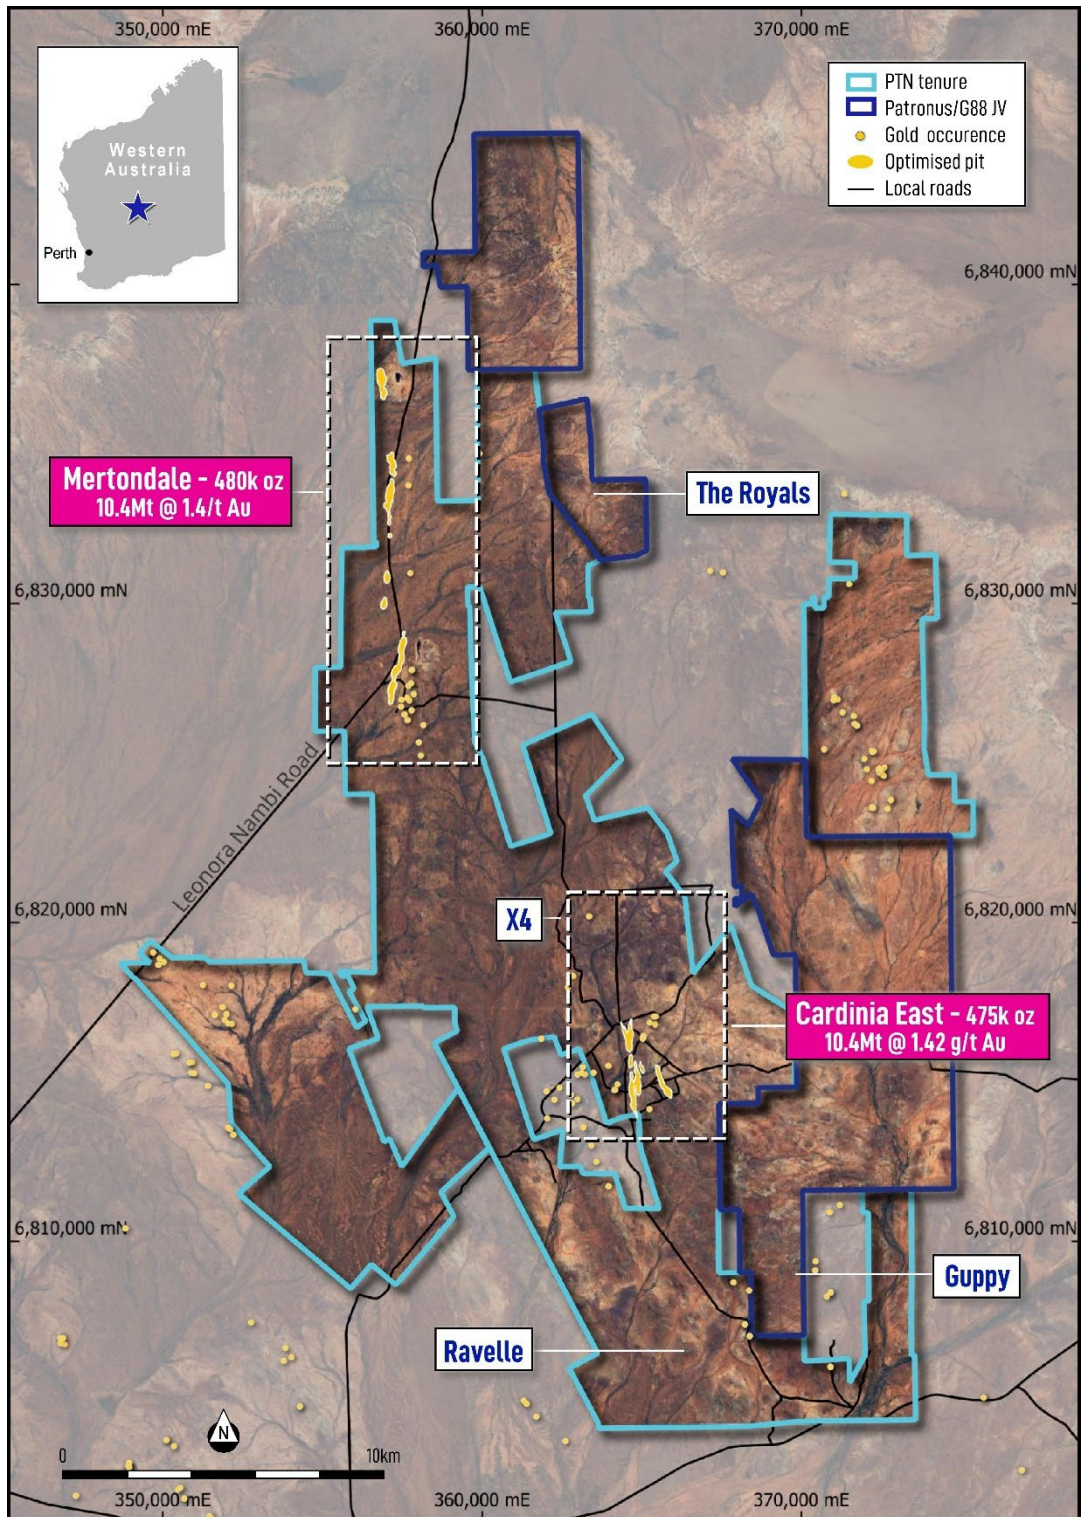 350,000 mE
360,000 mE
370,000 mE
Western
Australia
Perth
PTN tenure
Patronus/G88 JV
Gold occurence
Optimised pit
Local roads
6,840,000 mN
Mertondale - 480k oz
10.4Mt @ 1.4/t Au
The Royals
6,830,000 mN
6,830,000 mN
Leonora Nambi Road
6,820,000 mN
6,820,000 mN
X4
Cardinia East - 475k oz
10.4Mt @ 1.42 g/t Au
6,810,000 mN
6,810,000 mN
Guppy
Ravelle
N
0
10km
350,000 mE
360,000 mE
370,000 mE